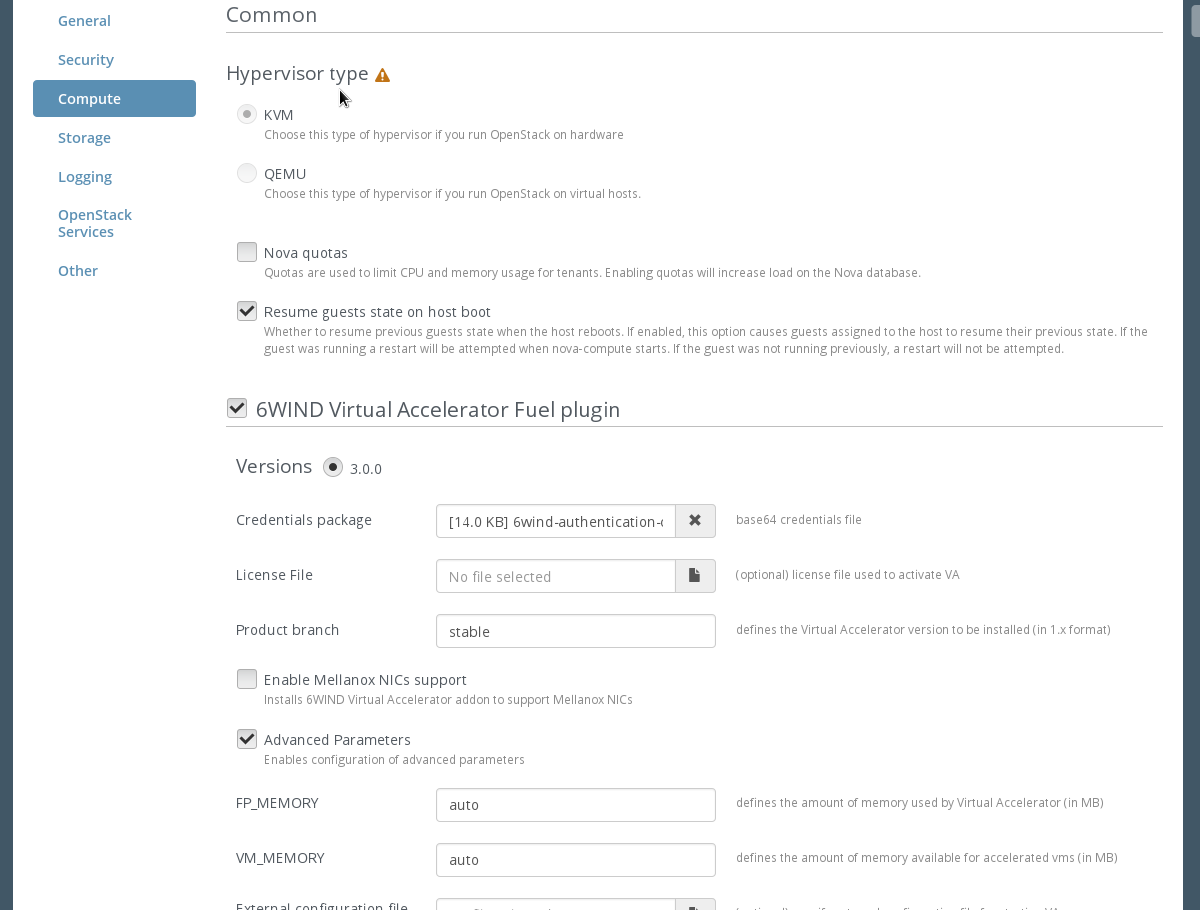 General
Security
Compute
Storage
Logging
OpenStack
Services
Other
Common
Hypervisor type
KVM
Choose this type of hypervisor if you run OpenStack on hardware
QEMU
Choose this type of hypervisor if you run OpenStack on virtual hosts.
Nova quotas
Quotas are used to limit CPU and memory usage for tenants. Enabling quotas will increase load on the Nova database.
Resume guests state on host boot
Whether to resume previous guests state when the host reboots. If enabled, this option causes guests assigned to the host to resume their previous state. If the
guest was running a restart will be attempted when nova-compute starts. If the guest was not running previously, a restart will not be attempted.
6WIND Virtual Accelerator Fuel plugin
Versions 3.0.0
Credentials package [14.0 KB] 6wind-authentication- base64 credentials file
License File No file selected (optional) license file used to activate VA
Product branch stable defines the Virtual Accelerator version to be installed (in 1.x format)
Enable Mellanox NICs support
Installs 6WIND Virtual Accelerator addon to support Mellanox NICs
Advanced Parameters
Enables configuration of advanced parameters
FP_MEMORY auto defines the amount of memory used by Virtual Accelerator (in MB)
VM_MEMORY auto defines the amount of memory available for accelerated vms (in MB)
External configuration file